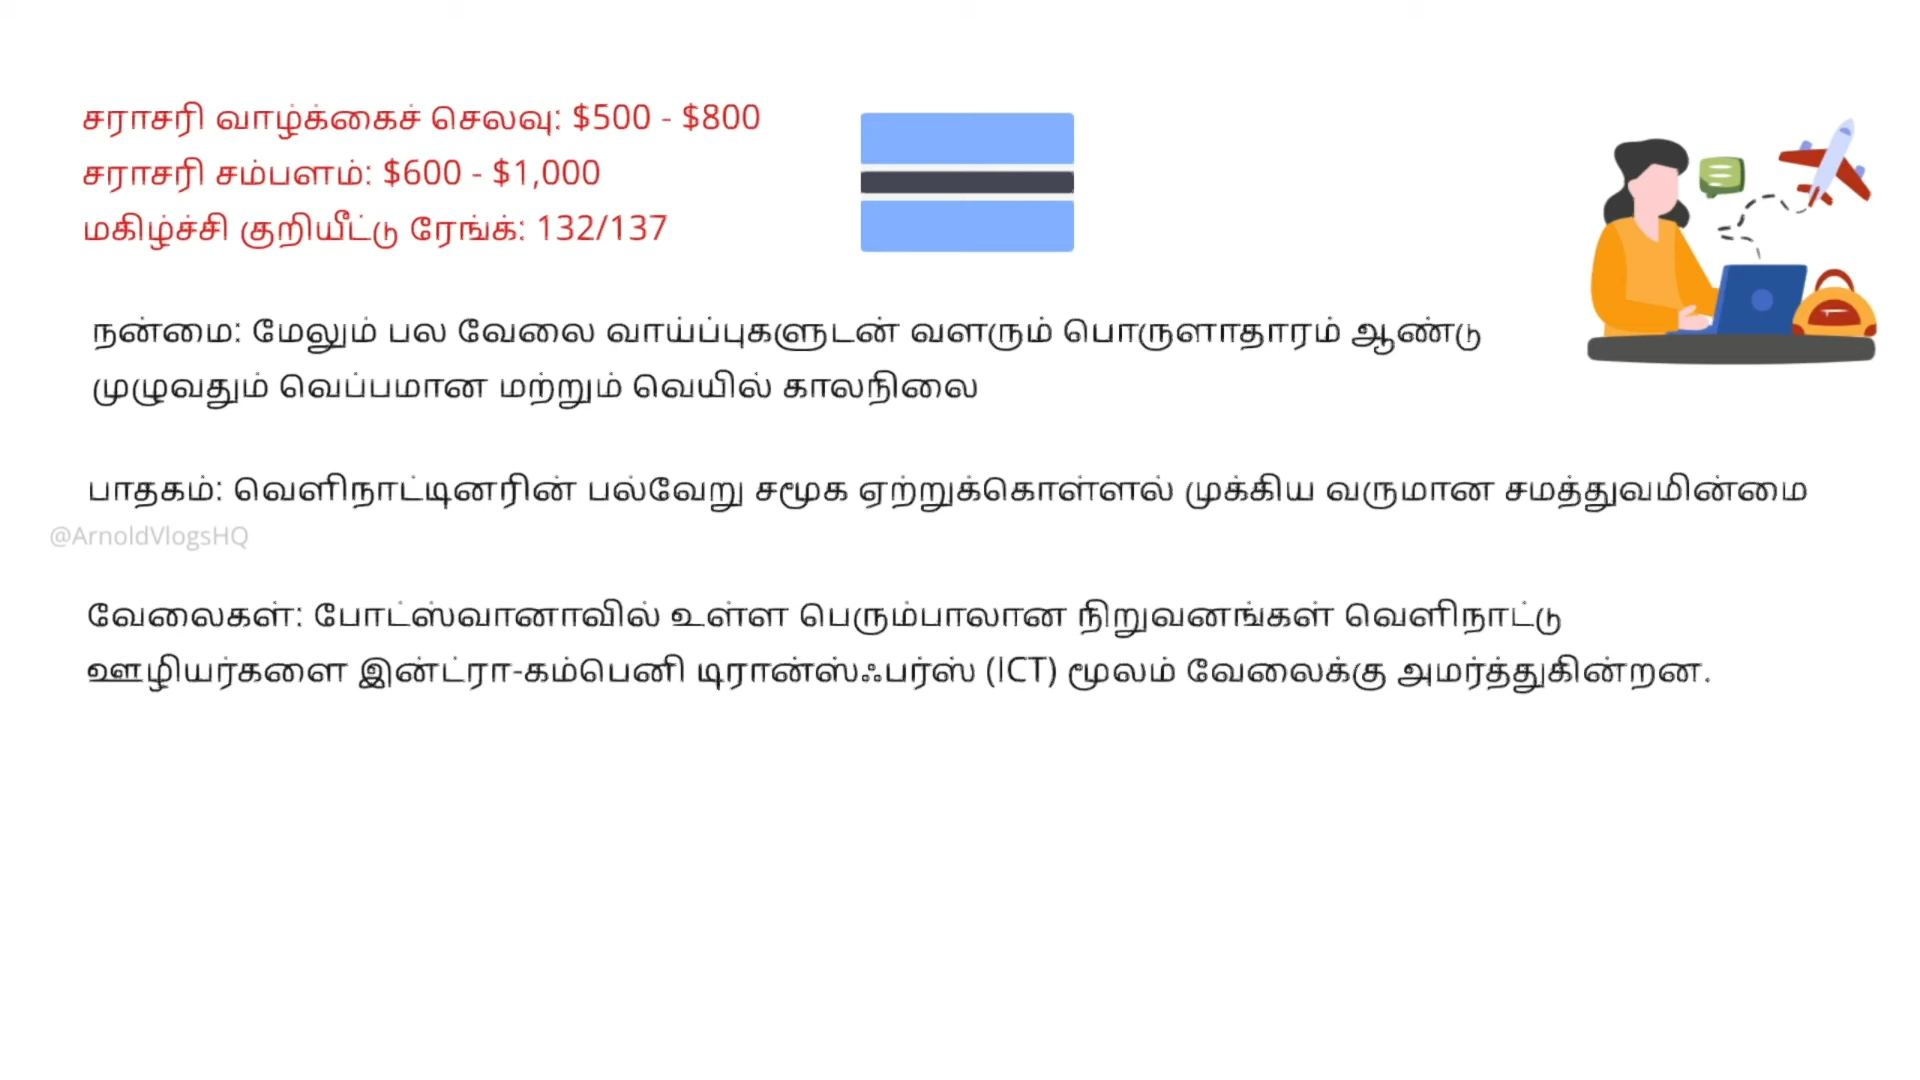 சராசரி வாழ்க்கைச் செலவு: $500 - $800
சராசரி சம்பளம்: $600 - $1,000
மகிழ்ச்சி குறியீட்டு ரேங்க்: 132/137
நன்மை: மேலும் பல வேலை வாய்ப்புகளுடன் வளரும் பொருளாதாரம் ஆண்டு
முழுவதும் வெப்பமான மற்றும் வெயில் காலநிலை
பாதகம்: வெளிநாட்டினரின் பல்வேறு சமூக ஏற்றுக்கொள்ளல் முக்கிய வருமான சமத்துவமின்மை
@ArnoldVlogsHQ
வேலைகள்: போட்ஸ்வானாவில் உள்ள பெரும்பாலான நிறுவனங்கள் வெளிநாட்டு
ஊழியர்களை இன்ட்ரா-கம்பெனி டிரான்ஸ்ஃபர்ஸ் (ICT) மூலம் வேலைக்கு அமர்த்துகின்றன.